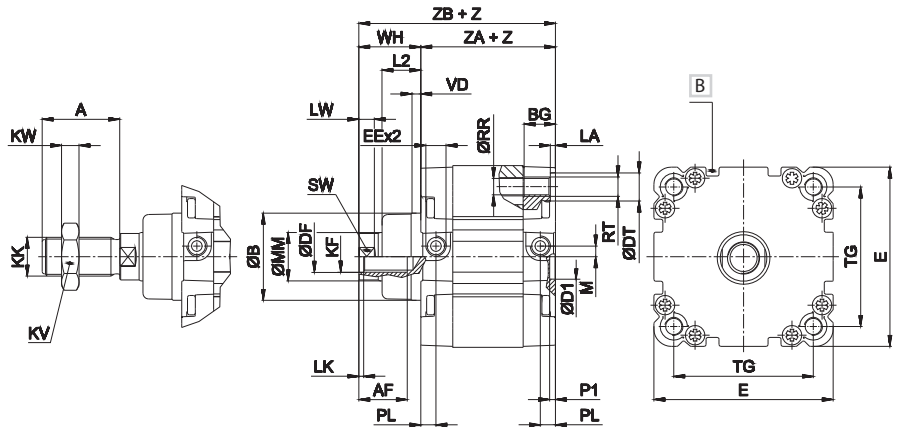 ZB + Z
WH
ZA + Z
L2
VD
LW
BG
A
EEx2
ØRR
LA
B
KW
SW
ØDF
KF
KK
ØB
ØMM
RT
ØDT
TG
E
M
ØD1
KV
LK
AF
P1
PL
PL
TG
E